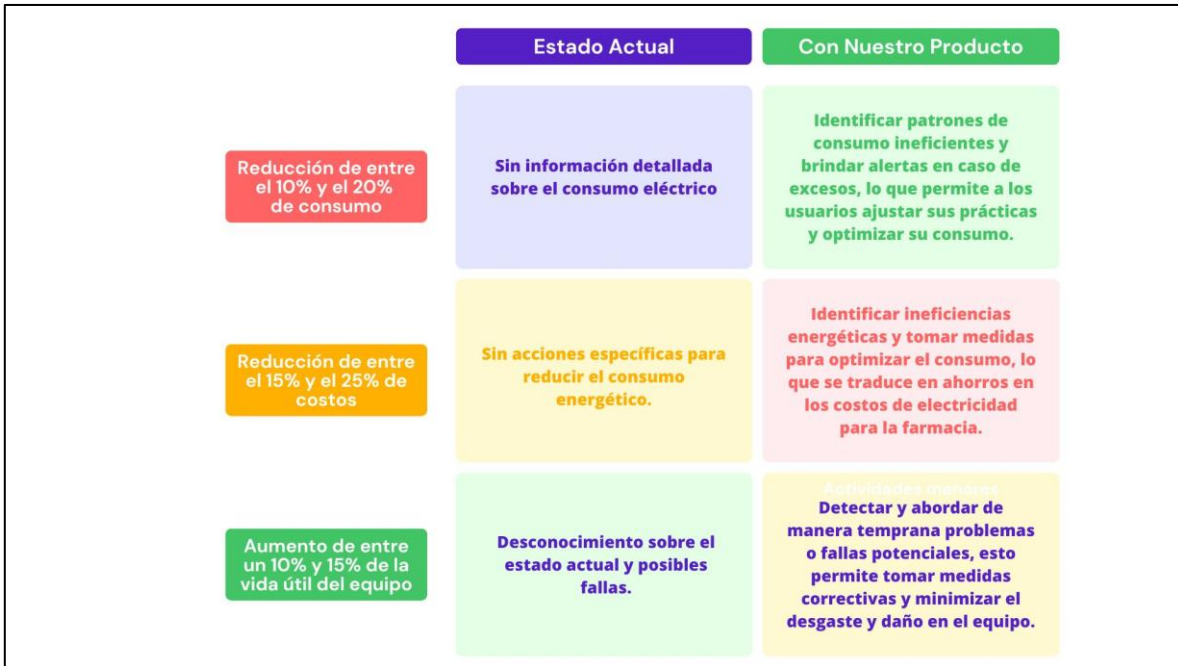 Estado Actual
Con Nuestro Producto
Reducción de entre
el 10% y el 20%
de consumo
Sin información detallada
sobre el consumo eléctrico
Identificar patrones de
consumo ineficientes y
brindar alertas en caso de
excesos, lo que permite a los
usuarios ajustar sus prácticas
y optimizar su consumo.
Reducción de entre
el 15% y el 25% de
costos
Sin acciones específicas para
reducir el consumo
energético.
Identificar ineficiencias
energéticas y tomar medidas
para optimizar el consumo, lo
que se traduce en ahorros en
los costos de electricidad
para la farmacia.
Aumento de entre
un 10% y 15% de la
vida útil del equipo
Desconocimiento sobre el
estado actual y posibles
fallas.
Actividades menores
Detectar y abordar de
manera temprana problemas
o fallas potenciales, esto
permite tomar medidas
correctivas y minimizar el
desgaste y daño en el equipo.